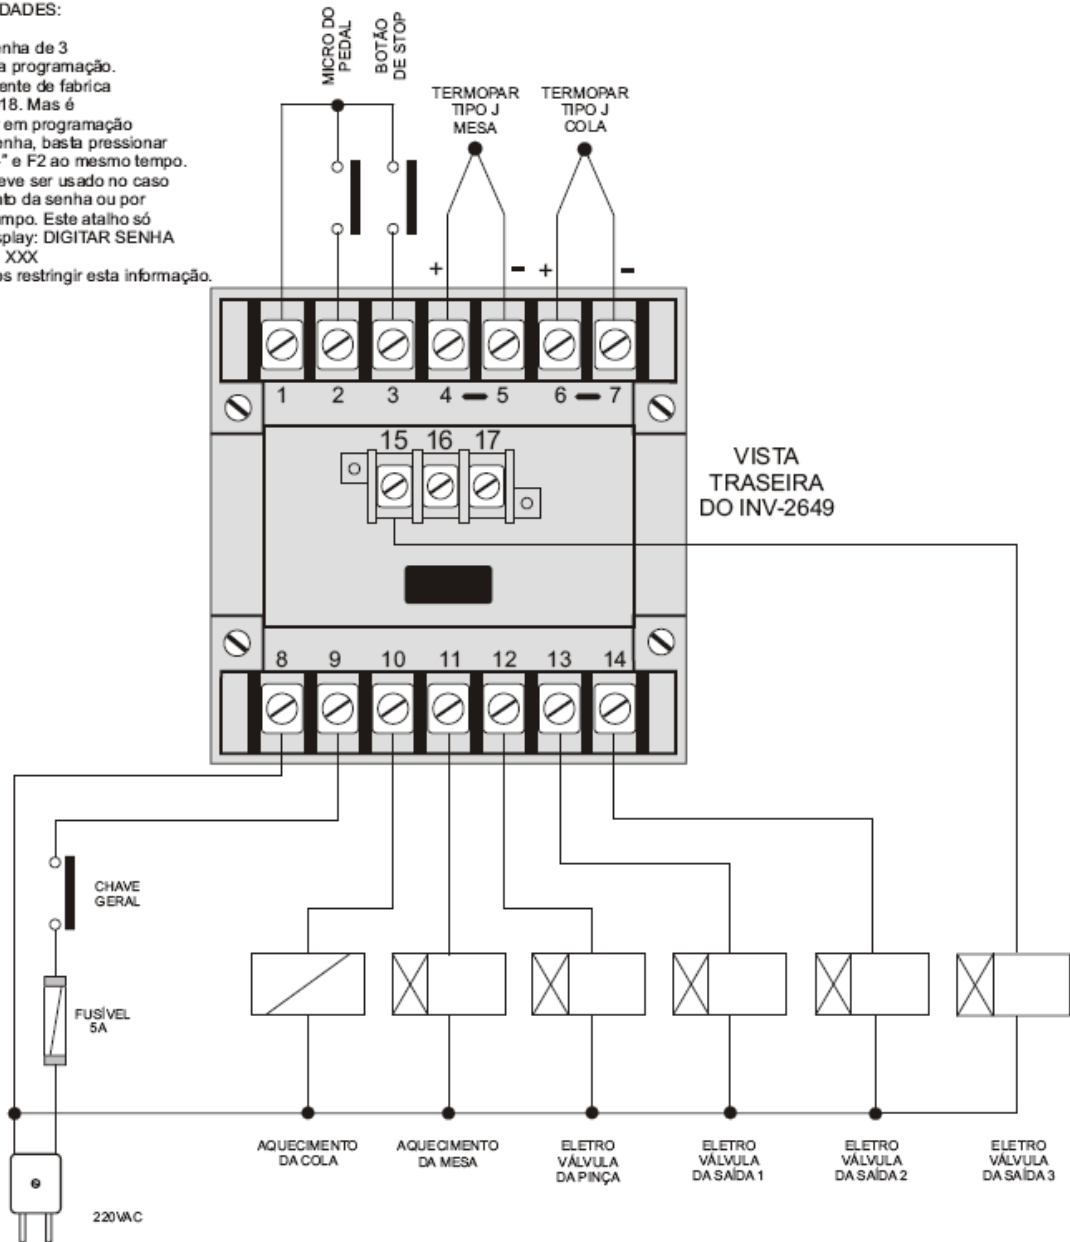 DADES:
nha de 3
a programação.
ente de fabrica
18. Mas é
em programação
enha, basta pressionar
" e F2 ao mesmo tempo.
eve ser usado no caso
to da senha ou por
mpo. Este atalho só
splay: DIGITAR SENHA
XXX
os restringir esta informação.
MICRO DO
PEDAL
BOTÃO
DE STOP
TERMOPAR
TIPO J
MESA
TERMOPAR
TIPO J
COLA
+ - + -
1 2 3 4 - 5 6 - 7
15 16 17
VISTA
TRASEIRA
DO INV-2649
8 9 10 11 12 13 14
CHAVE
GERAL
FUSÍVEL
5A
AQUECIMENTO
DA COLA
AQUECIMENTO
DA MESA
ELETRO
VÁLVULA
DA PINÇA
ELETRO
VÁLVULA
DA SAÍDA 1
ELETRO
VÁLVULA
DA SAÍDA 2
ELETRO
VÁLVULA
DA SAÍDA 3
220VAC